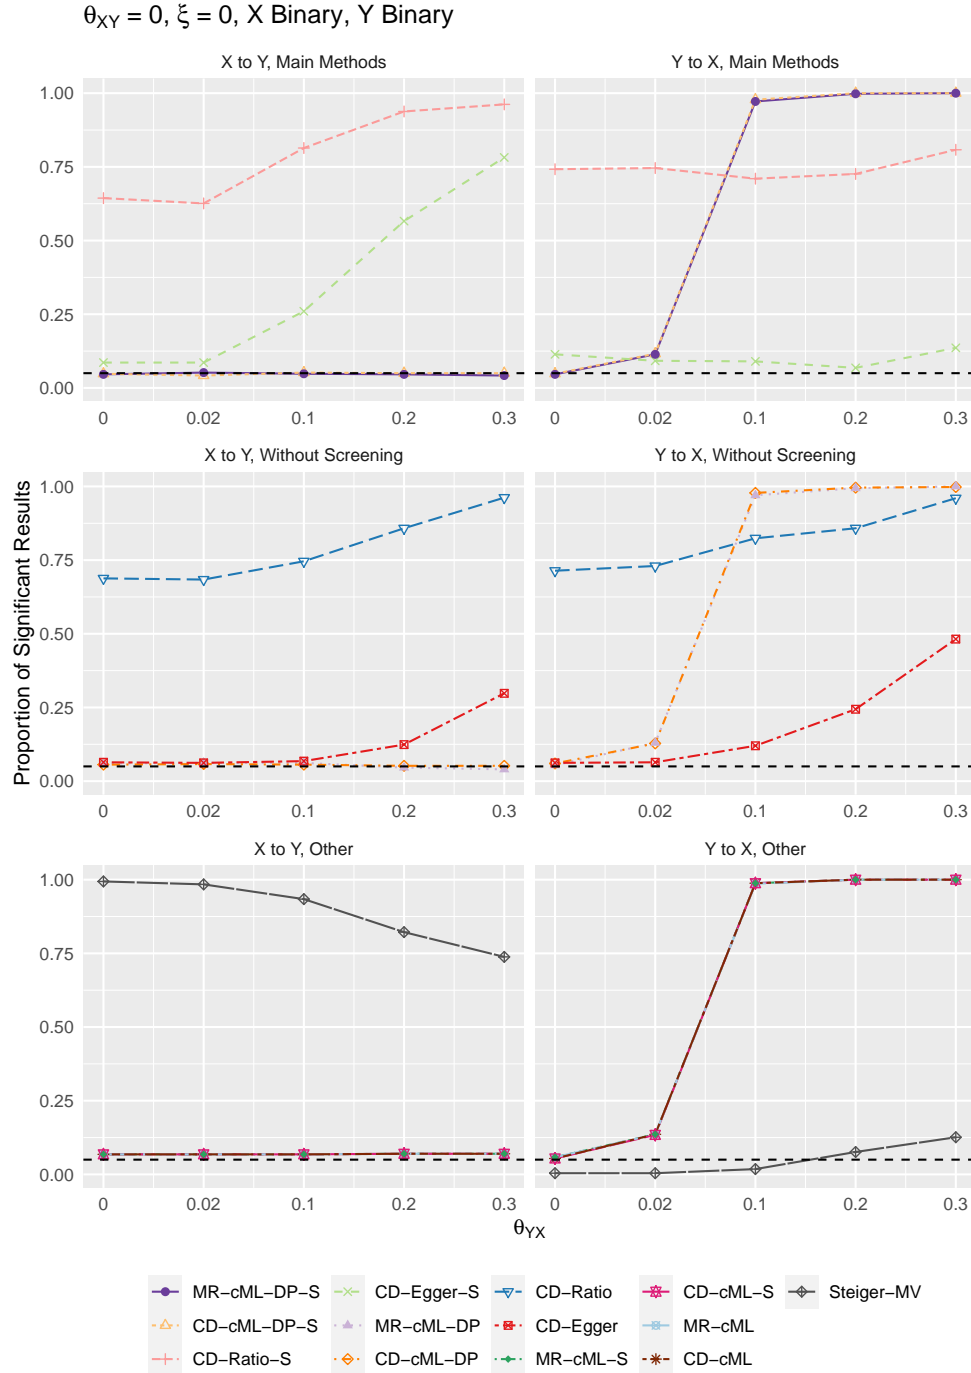 θXY = 0, ξ = 0, X Binary, Y Binary
X to Y, Main Methods
Y to X, Main Methods
1.00
0.75
0.50
0.25
0.00
0 0.02 0.1 0.2 0.3
0 0.02 0.1 0.2 0.3
X to Y, Without Screening
Y to X, Without Screening
Proportion of Significant Results
1.00
0.75
0.50
0.25
0.00
0 0.02 0.1 0.2 0.3
0 0.02 0.1 0.2 0.3
X to Y, Other
Y to X, Other
1.00
0.75
0.50
0.25
0.00
0 0.02 0.1 0.2 0.3
0 0.02 0.1 0.2 0.3
θYX
MR−cML−DP−S CD−Egger−S CD−Ratio CD−cML−S Steiger−MV
CD−cML−DP−S MR−cML−DP CD−Egger MR−cML
CD−Ratio−S CD−cML−DP MR−cML−S CD−cML